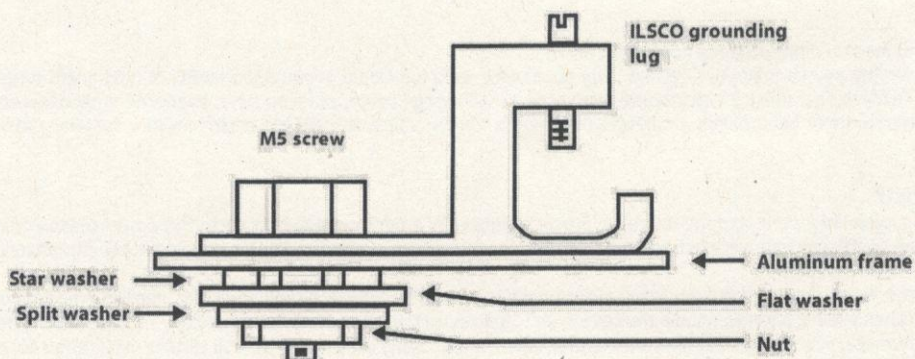 ILSCO grounding
lug
M5 screw
Star washer
Aluminum frame
Flat washer
Split washer
Nut